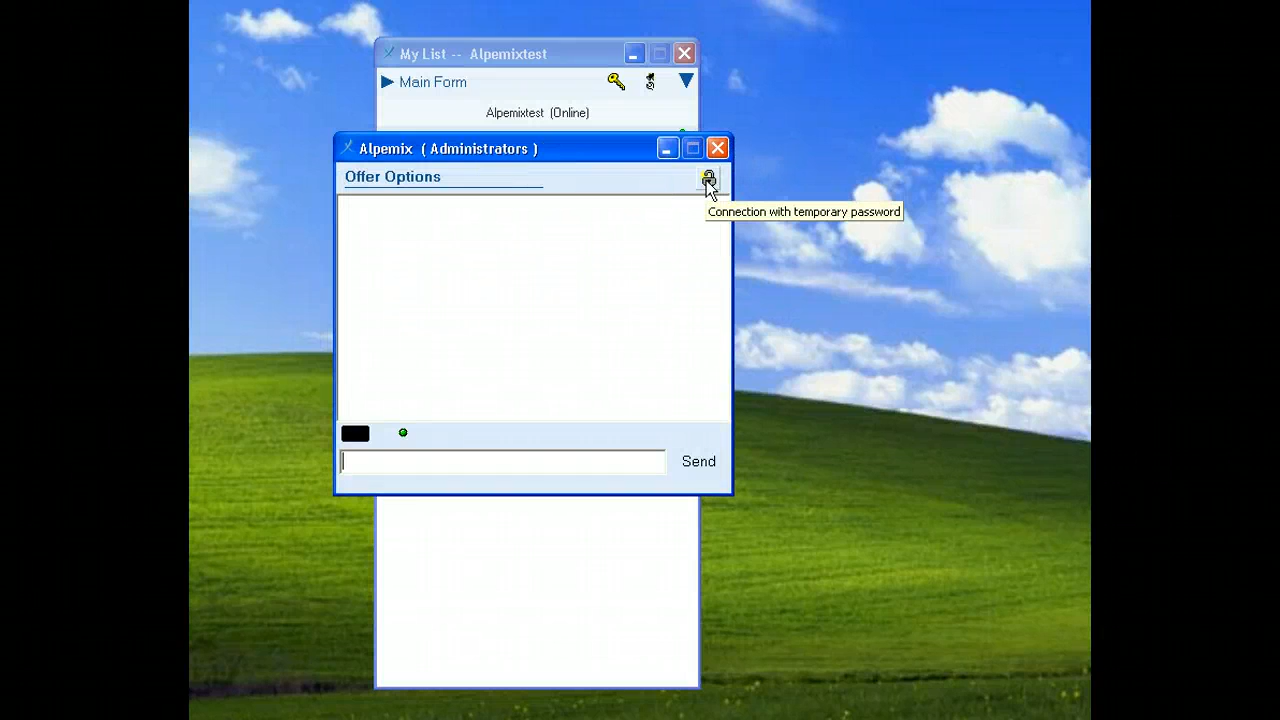 My List -- Alpemixtest
Main Form
Alpemixtest (Online)
Alpemix ( Administrators )
Offer Options
Connection with temporary password
Send